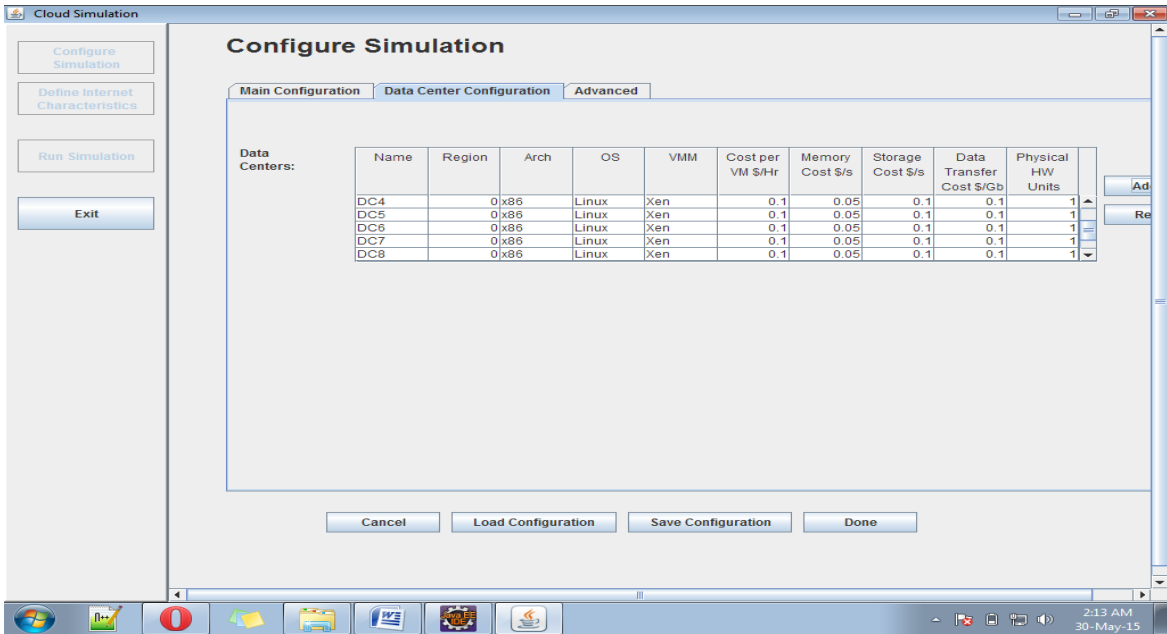 Cloud Simulation
Configure Simulation
Configure
Simulation
Define Internet
Characteristics
Run Simulation
Exit
Main Configuration Data Center Configuration Advanced
Data
Centers:
Name Region Arch OS VMM Cost per VM $/Hr Memory Cost $/s Storage Cost $/s Data Transfer Cost $/Gb Physical HW Units
DC4 0 x86 Linux Xen 0.1 0.05 0.1 0.1 1
DC5 0 x86 Linux Xen 0.1 0.05 0.1 0.1 1
DC6 0 x86 Linux Xen 0.1 0.05 0.1 0.1 1
DC7 0 x86 Linux Xen 0.1 0.05 0.1 0.1 1
DC8 0 x86 Linux Xen 0.1 0.05 0.1 0.1 1
Ad
Re
Cancel Load Configuration Save Configuration Done
Java EE
IDE
2:13 AM
30-May-15